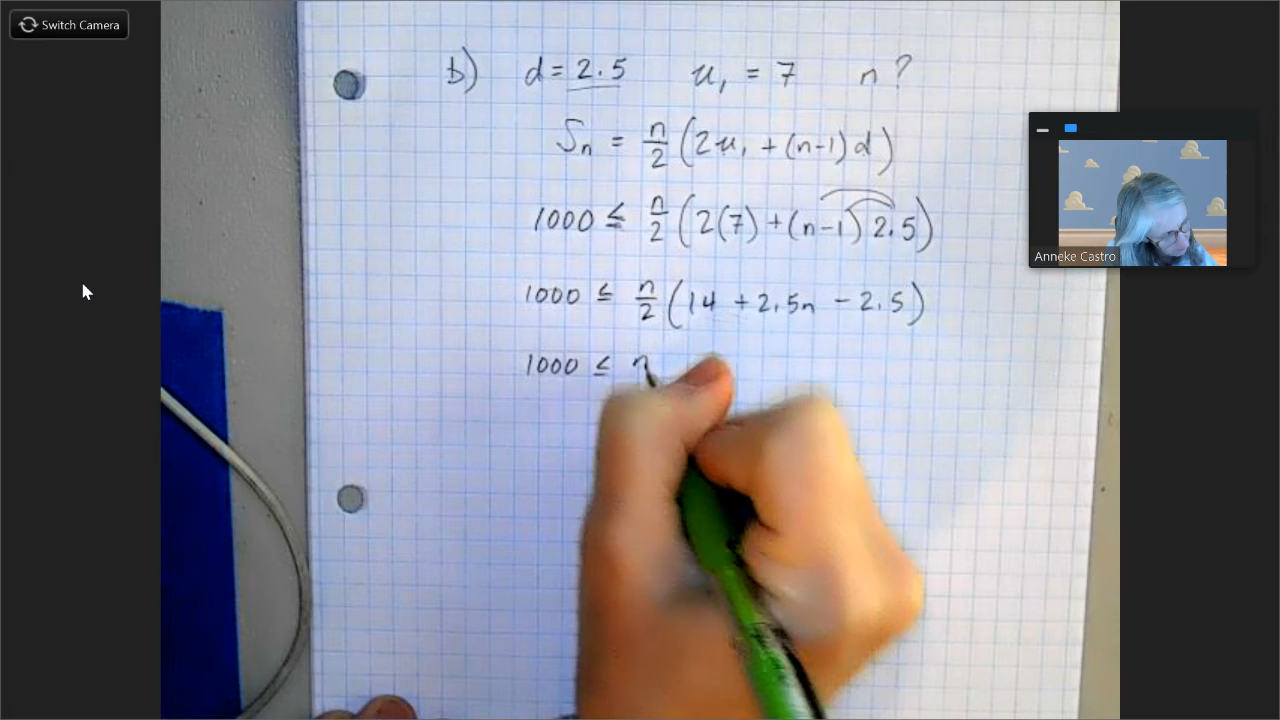 Switch Camera
b) d = 2.5 u₁ = 7 n?
Sₙ = n/2 (2u₁ + (n-1) d)
1000 ≤ n/2 (2(7) + (n-1) 2.5)
1000 ≤ n/2 (14 + 2.5n - 2.5)
1000 ≤ n
Anneke Castro